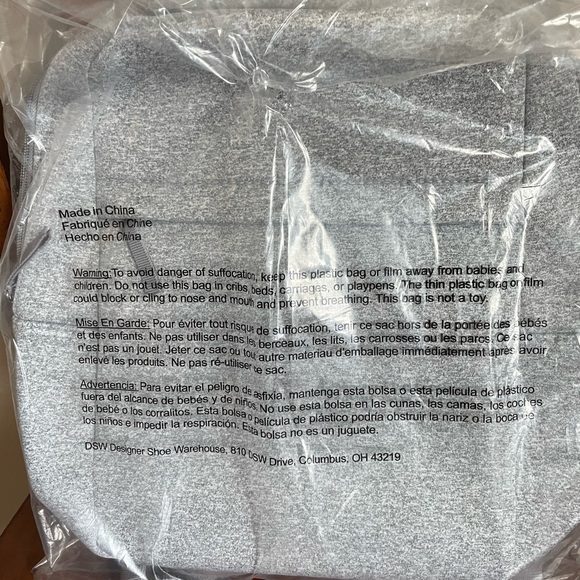 Made in China
Fabriqué en Chine
Hecho en China
Warning: To avoid danger of suffocation, keep this plastic bag or film away from babies and
children. Do not use this bag in cribs, beds, carriages, or playpens. The thin plastic bag or film
could block or cling to nose and mouth and prevent breathing. This bag is not a toy.
Mise En Garde: Pour éviter tout risque de suffocation, tenir ce sac hors de la portée des bébés
et des enfants. Ne pas utiliser ce sac dans les berceaux, les lits, les carrosses ou les parcs. Ce sac
n'est pas un jouet. Jeter ce sac ou tout autre materiau d'emballage immédiatement après avoir
enlevé les produits. Ne pas ré-utiliser ce sac.
Advertencia: Para evitar el peligro de asfixia, mantenga esta bolsa o esta película de plástico
fuera del alcance de bebés y de niños. No use esta bolsa en las cunas, las camas, los coches
de bebé o los corralitos. Esta bolsa o película de plástico podría obstruir la nariz o la boca de
los niños e impedir la respiración. Esta bolsa no es un juguete.
DSW Designer Shoe Warehouse, 810 DSW Drive, Columbus, OH 43219